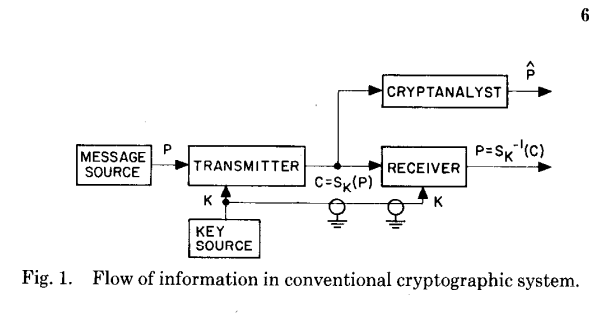 6
P̂
CRYPTANALYST
MESSAGE
SOURCE
P
TRANSMITTER
C=S_K(P)
RECEIVER
P=S_K^-1(C)
K
K
KEY
SOURCE
Fig. 1. Flow of information in conventional cryptographic system.